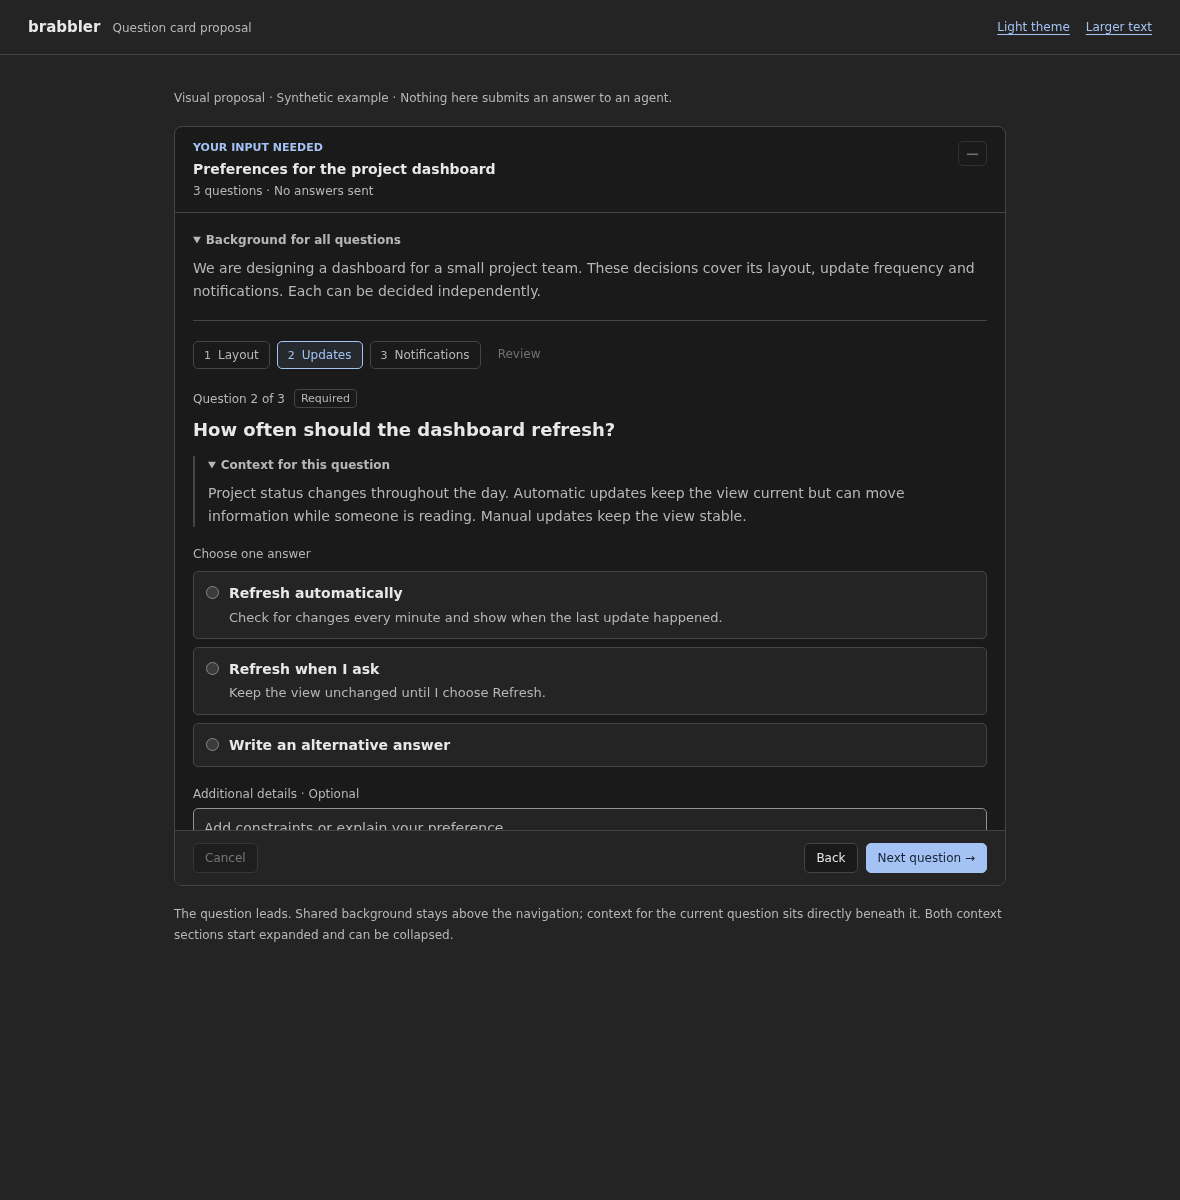 brabbler Question card proposal Light theme Larger text
Visual proposal · Synthetic example · Nothing here submits an answer to an agent.
YOUR INPUT NEEDED
Preferences for the project dashboard
3 questions · No answers sent
Background for all questions
We are designing a dashboard for a small project team. These decisions cover its layout, update frequency and
notifications. Each can be decided independently.
1 Layout 2 Updates 3 Notifications Review
Question 2 of 3 Required
How often should the dashboard refresh?
Context for this question
Project status changes throughout the day. Automatic updates keep the view current but can move
information while someone is reading. Manual updates keep the view stable.
Choose one answer
Refresh automatically
Check for changes every minute and show when the last update happened.
Refresh when I ask
Keep the view unchanged until I choose Refresh.
Write an alternative answer
Additional details · Optional
Add constraints or explain your preference
Cancel Back Next question →
The question leads. Shared background stays above the navigation; context for the current question sits directly beneath it. Both context
sections start expanded and can be collapsed.